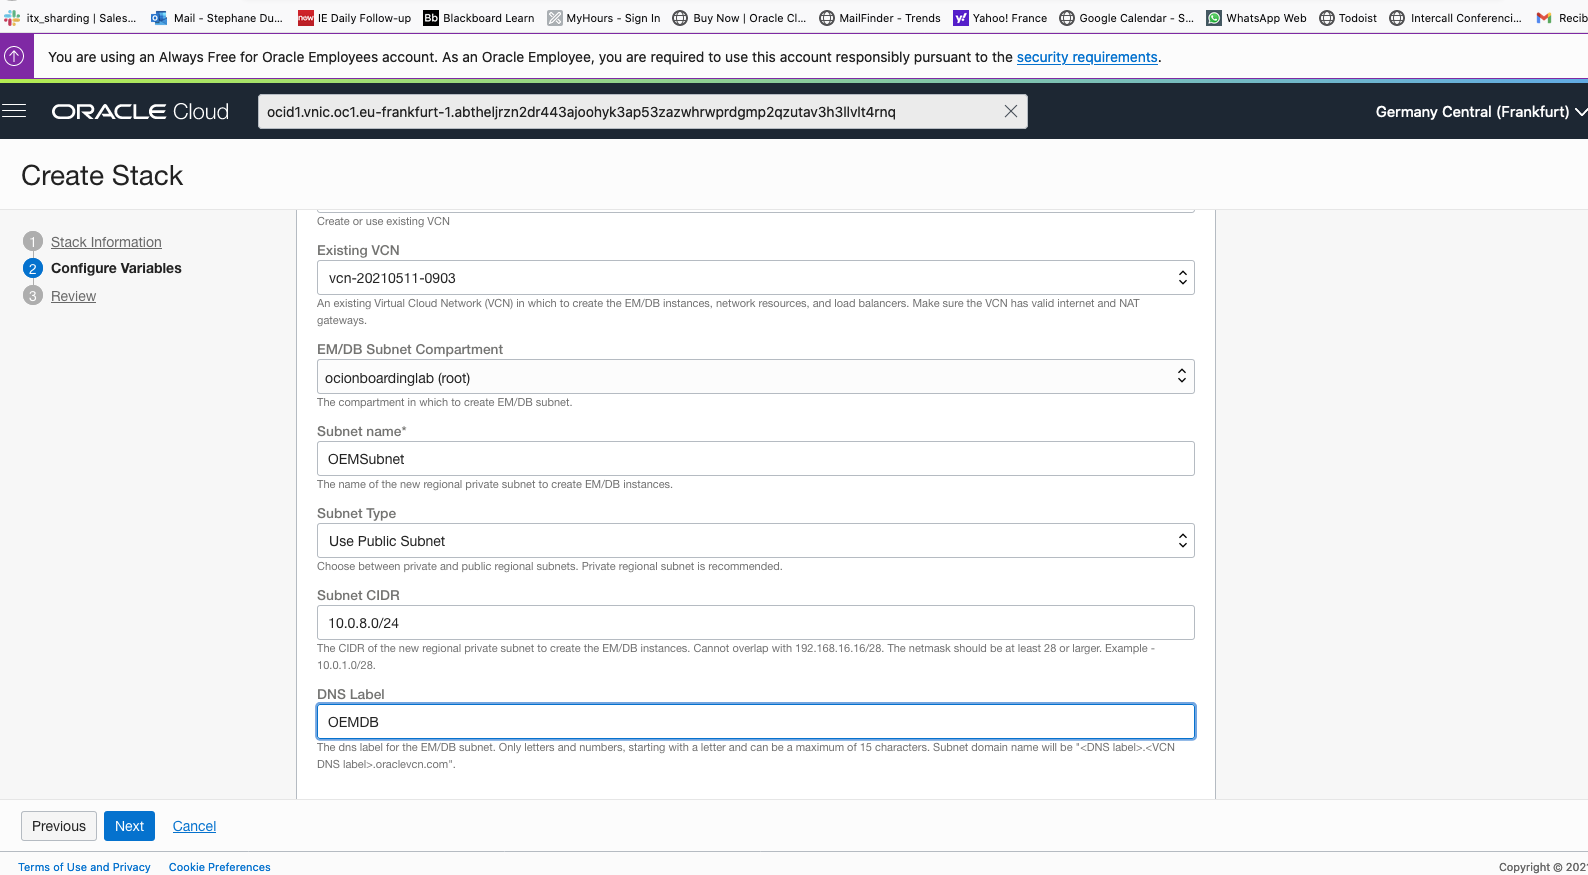 itx_sharding | Sales... Mail - Stephane Du... now IE Daily Follow-up Bb Blackboard Learn MyHours - Sign In Buy Now | Oracle Cl... MailFinder - Trends y! Yahoo! France Google Calendar - S... WhatsApp Web Todoist Intercall Conferenci... Recib
You are using an Always Free for Oracle Employees account. As an Oracle Employee, you are required to use this account responsibly pursuant to the security requirements.
ORACLE Cloud ocid1.vnic.oc1.eu-frankfurt-1.abtheljrzn2dr443ajoohyk3ap53zazwhrwprdgmp2qzutav3h3llvlt4rnq Germany Central (Frankfurt)
Create Stack
1 Stack Information
2 Configure Variables
3 Review
Create or use existing VCN
Existing VCN
vcn-20210511-0903
An existing Virtual Cloud Network (VCN) in which to create the EM/DB instances, network resources, and load balancers. Make sure the VCN has valid internet and NAT
gateways.
EM/DB Subnet Compartment
ocionboardinglab (root)
The compartment in which to create EM/DB subnet.
Subnet name*
OEMSubnet
The name of the new regional private subnet to create EM/DB instances.
Subnet Type
Use Public Subnet
Choose between private and public regional subnets. Private regional subnet is recommended.
Subnet CIDR
10.0.8.0/24
The CIDR of the new regional private subnet to create the EM/DB instances. Cannot overlap with 192.168.16.16/28. The netmask should be at least 28 or larger. Example -
10.0.1.0/28.
DNS Label
OEMDB
The dns label for the EM/DB subnet. Only letters and numbers, starting with a letter and can be a maximum of 15 characters. Subnet domain name will be "<DNS label>.<VCN
DNS label>.oraclevcn.com".
Previous Next Cancel
Terms of Use and Privacy Cookie Preferences Copyright © 202